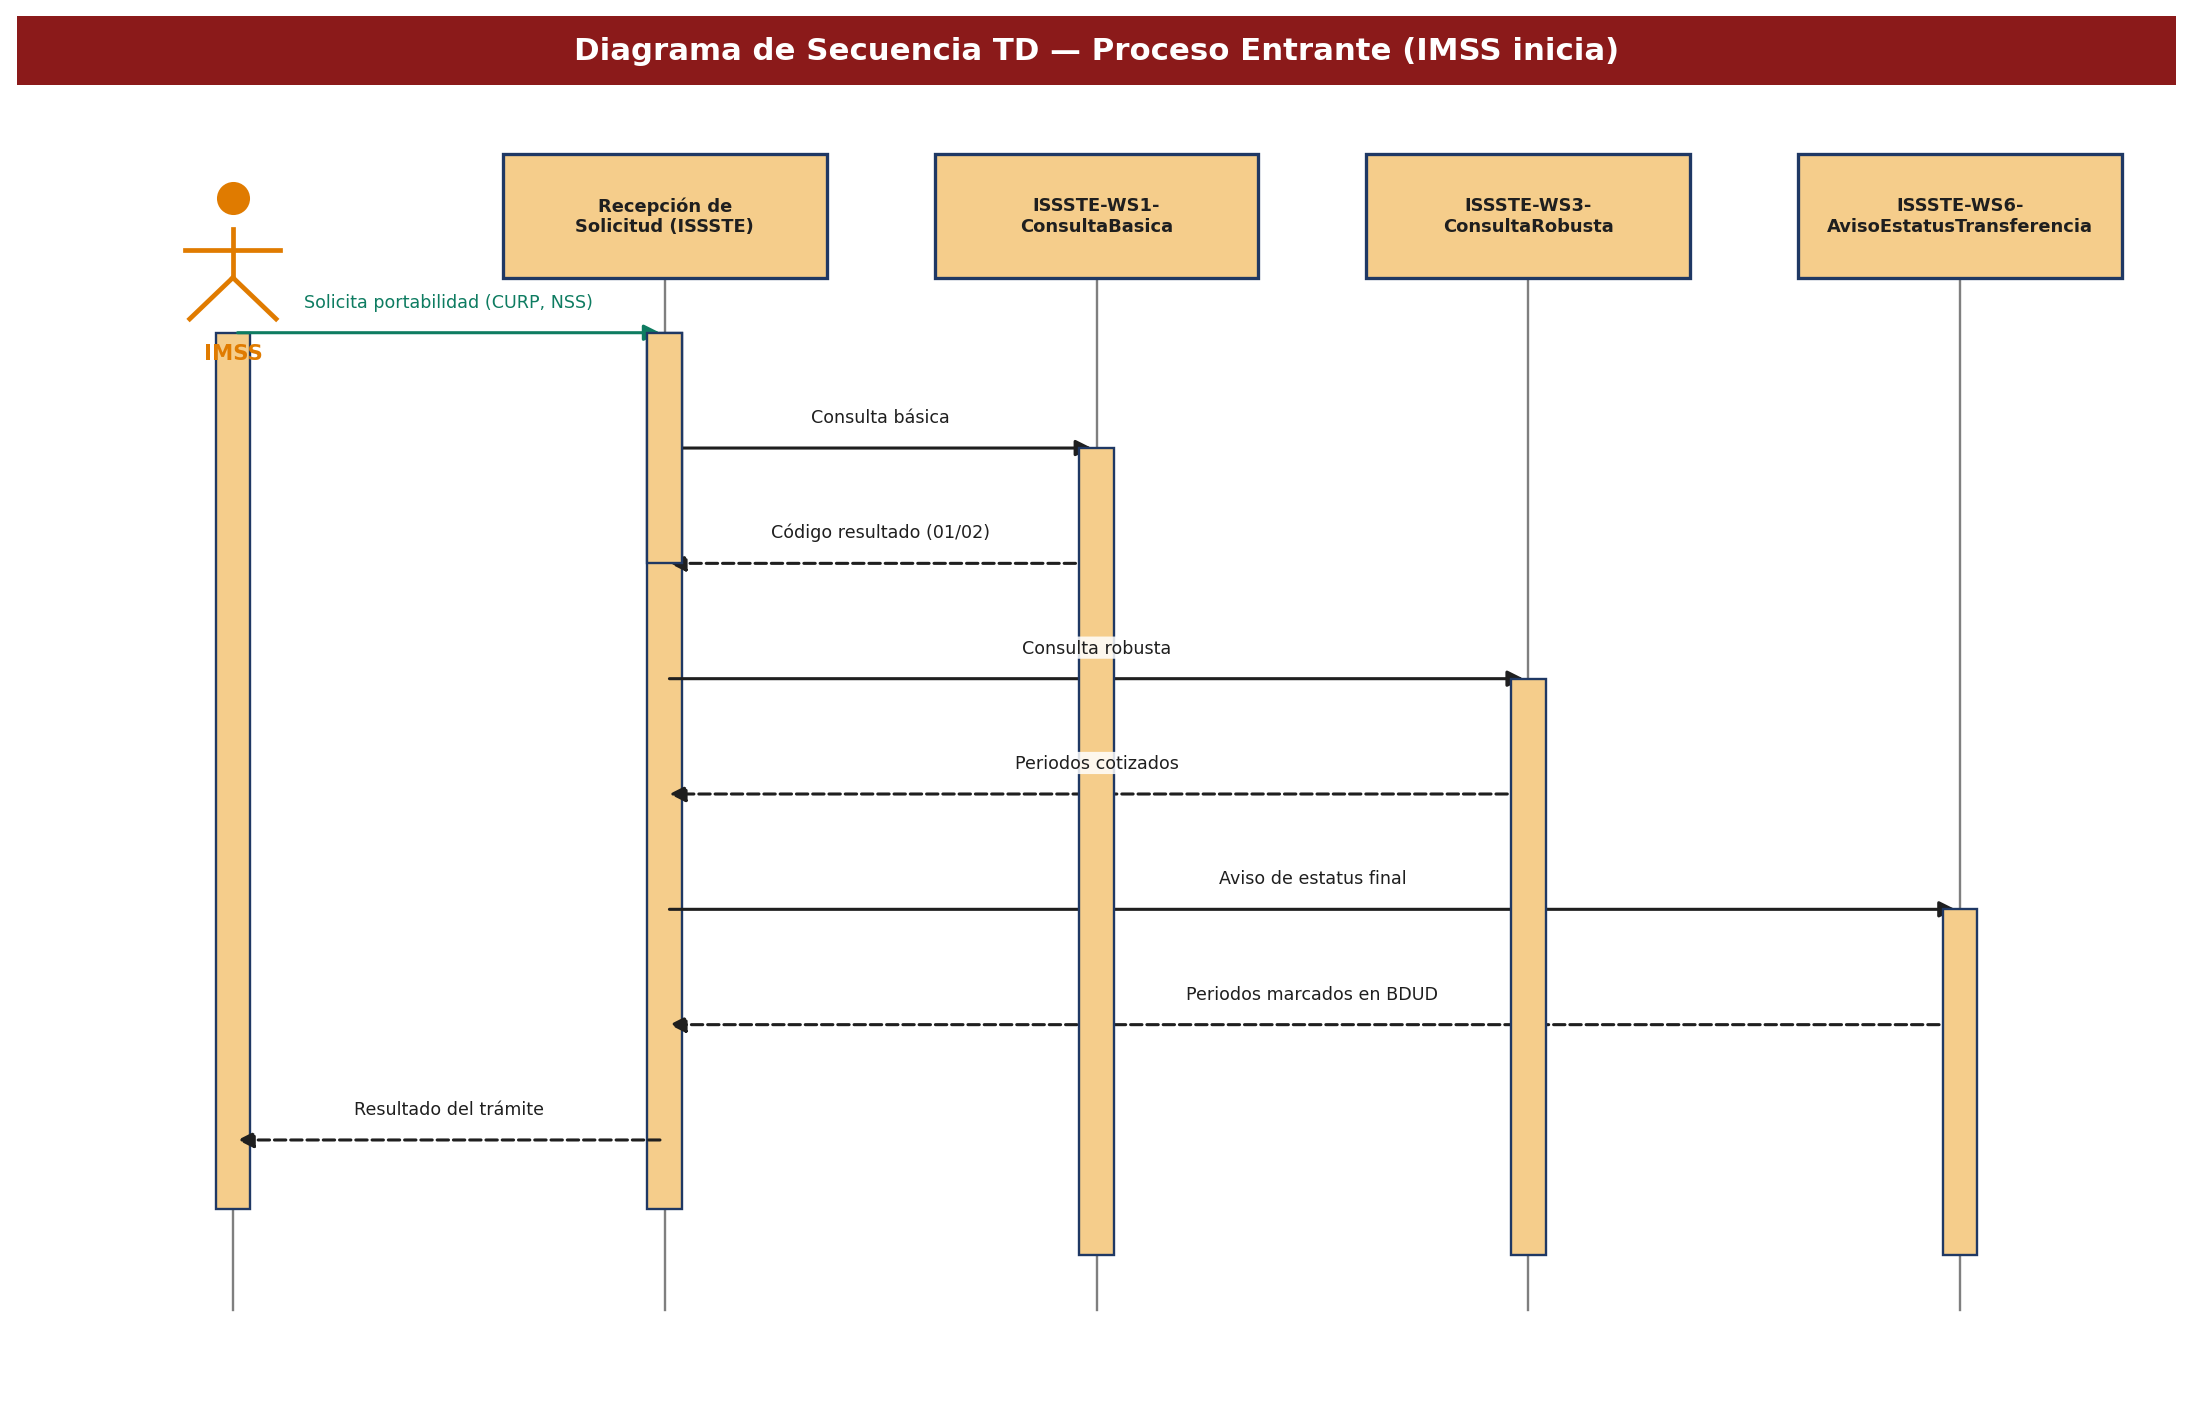 Diagrama de Secuencia TD — Proceso Entrante (IMSS inicia)
Recepción de
Solicitud (ISSSTE)
ISSSTE-WS1-
ConsultaBasica
ISSSTE-WS3-
ConsultaRobusta
ISSSTE-WS6-
AvisoEstatusTransferencia
Solicita portabilidad (CURP, NSS)
IMSS
Consulta básica
Código resultado (01/02)
Consulta robusta
Periodos cotizados
Aviso de estatus final
Periodos marcados en BDUD
Resultado del trámite